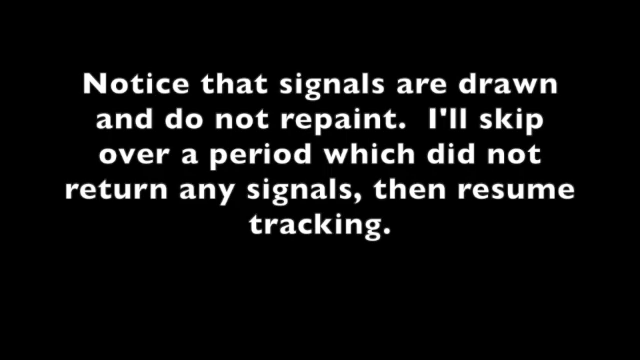 Notice that signals are drawn
and do not repaint.  I'll skip
over a period which did not
return any signals, then resume
tracking.